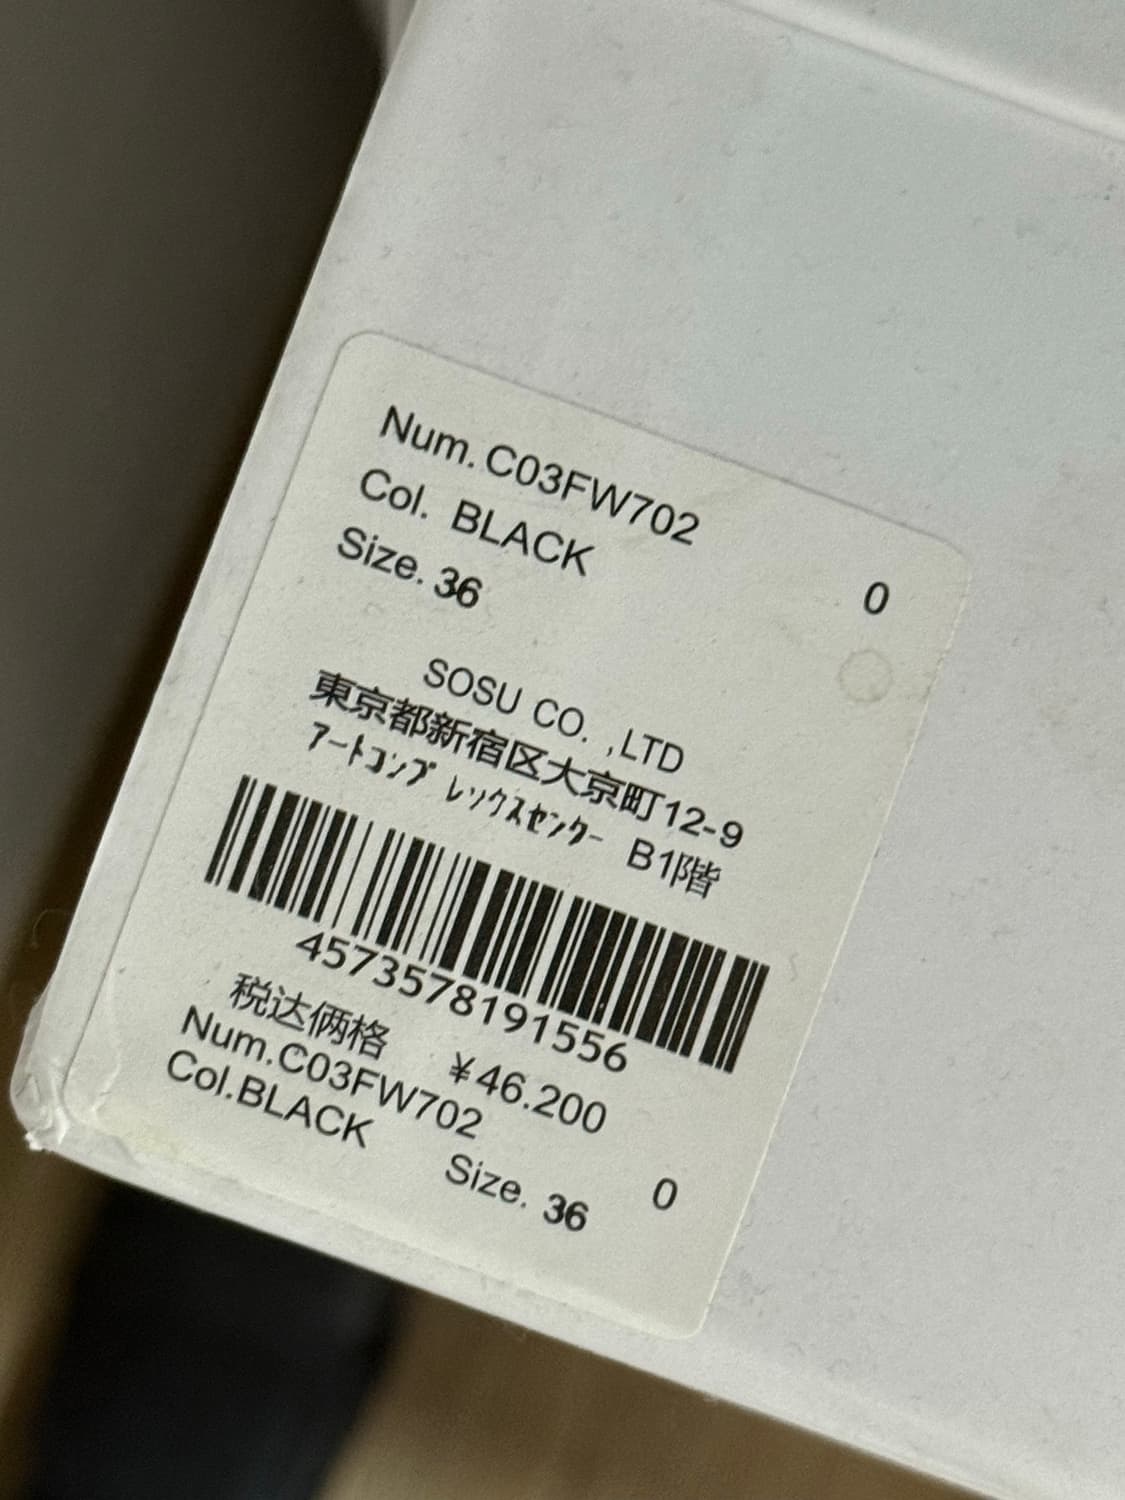 Num. C03FW702
Col. BLACK
Size. 36
0
SOSU CO. ,LTD
東京都新宿区大京町12-9
ｱｰﾄｺﾝﾌﾟﾚｯｸｽｾﾝﾀｰ B1階
4573578191556
税込価格 ￥46.200
Num.C03FW702
Col.BLACK
Size. 36
0